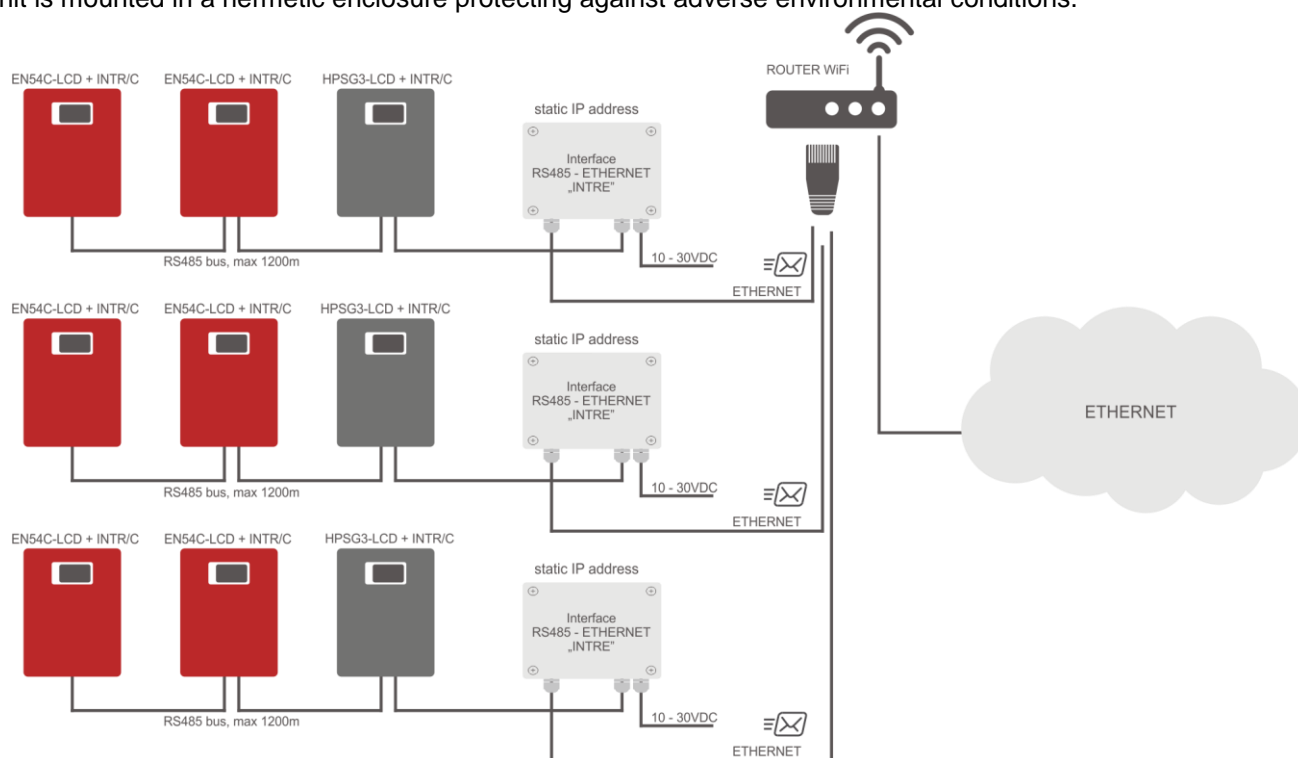 unit is mounted in a hermetic enclosure protecting against adverse environmental conditions.
ROUTER WiFi
EN54C-LCD + INTR/C
EN54C-LCD + INTR/C
HPSG3-LCD + INTR/C
static IP address
Interface
RS485 - ETHERNET
„INTRE”
RS485 bus, max 1200m
10 - 30VDC
ETHERNET
EN54C-LCD + INTR/C
EN54C-LCD + INTR/C
HPSG3-LCD + INTR/C
static IP address
Interface
RS485 - ETHERNET
„INTRE”
RS485 bus, max 1200m
10 - 30VDC
ETHERNET
ETHERNET
EN54C-LCD + INTR/C
EN54C-LCD + INTR/C
HPSG3-LCD + INTR/C
static IP address
Interface
RS485 - ETHERNET
„INTRE”
RS485 bus, max 1200m
10 - 30VDC
ETHERNET